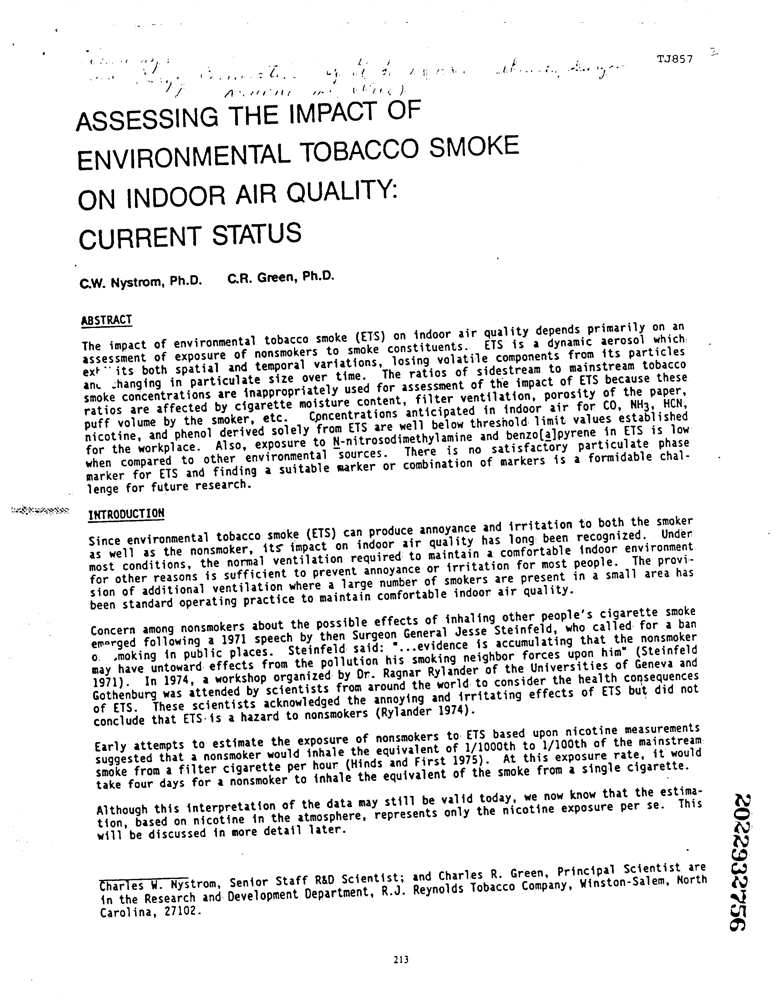 TJ857
ASSESSING THE IMPACT OF
ENVIRONMENTAL TOBACCO SMOKE
ON INDOOR AIR QUALITY:
CURRENT STATUS
C.W. Nystrom, Ph.D. C.R. Green, Ph.D.
ABSTRACT
The impact of environmental tobacco smoke (ETS) on indoor air quality depends primarily on an
assessment of exposure of nonsmokers to smoke constituents. ETS is a dynamic aerosol which
its both spatial and temporal variations, losing volatile components from its particles
changing in particulate size over time. The ratios of sidestream to mainstream tobacco
smoke concentrations are inappropriately used for assessment of the impact of ETS because these
ratios are affected by cigarette moisture content, filter ventilation, porosity of the paper,
puff volume by the smoker, etc. Concentrations anticipated in indoor air for CO, NH3, HCN,
nicotine, and phenol derived solely from ETS are well below threshold limit values established
for the workplace. Also, exposure to N-nitrosodimethylamine and benzo[a]pyrene in ETS is low
when compared to other environmental sources. There is no satisfactory particulate phase
marker for ETS and finding a suitable marker or combination of markers is a formidable chal-
lenge for future research.
INTRODUCTION
Since environmental tobacco smoke (ETS) can produce annoyance and irritation to both the smoker
as well as the nonsmoker, its impact on indoor air quality has long been recognized. Under
most conditions, the normal ventilation required to maintain a comfortable indoor environment
for other reasons is sufficient to prevent annoyance or irritation for most people. The provi-
sion of additional ventilation where a large number of smokers are present in a small area has
been standard operating practice to maintain comfortable indoor air quality.
Concern among nonsmokers about the possible effects of inhaling other people's cigarette smoke
emerged following a 1971 speech by then Surgeon General Jesse Steinfeld, who called for a ban
o. .moking in public places. Steinfeld said: "...evidence is accumulating that the nonsmoker
may have untoward effects from the pollution his smoking neighbor forces upon him" (Steinfeld
1971). In 1974, a workshop organized by Dr. Ragnar Rylander of the Universities of Geneva and
Gothenburg was attended by scientists from around the world to consider the health consequences
of ETS. These scientists acknowledged the annoying and irritating effects of ETS but did not
conclude that ETS is a hazard to nonsmokers (Rylander 1974).
Early attempts to estimate the exposure of nonsmokers to ETS based upon nicotine measurements
suggested that a nonsmoker would inhale the equivalent of 1/1000th to 1/100th of the mainstream
smoke from a filter cigarette per hour (Hinds and First 1975). At this exposure rate, it would
take four days for a nonsmoker to inhale the equivalent of the smoke from a single cigarette.
Although this interpretation of the data may still be valid today, we now know that the estima-
tion, based on nicotine in the atmosphere, represents only the nicotine exposure per se. This
will be discussed in more detail later.
Charles W. Nystrom, Senior Staff R&D Scientist; and Charles R. Green, Principal Scientist are
in the Research and Development Department, R.J. Reynolds Tobacco Company, Winston-Salem, North
Carolina, 27102.
213
2022932756